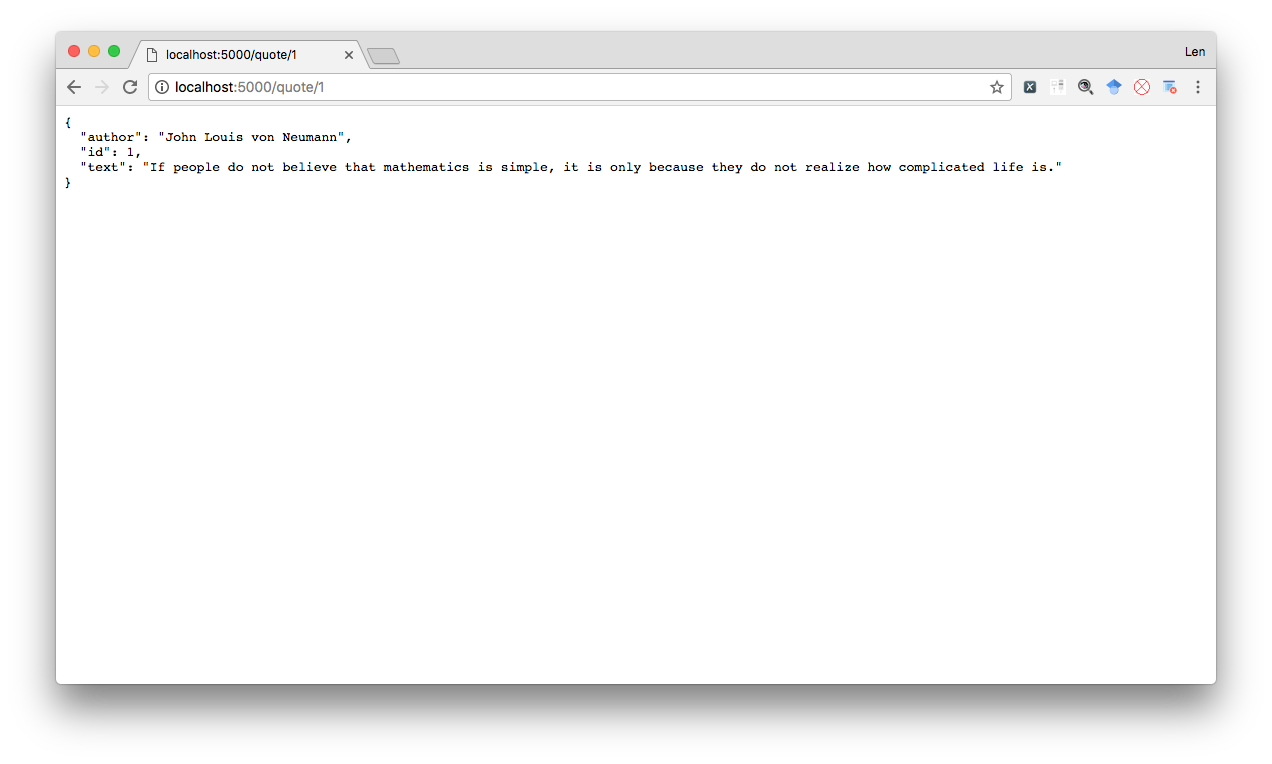 localhost:5000/quote/1
Len
localhost:5000/quote/1
{
  "author": "John Louis von Neumann",
  "id": 1,
  "text": "If people do not believe that mathematics is simple, it is only because they do not realize how complicated life is."
}